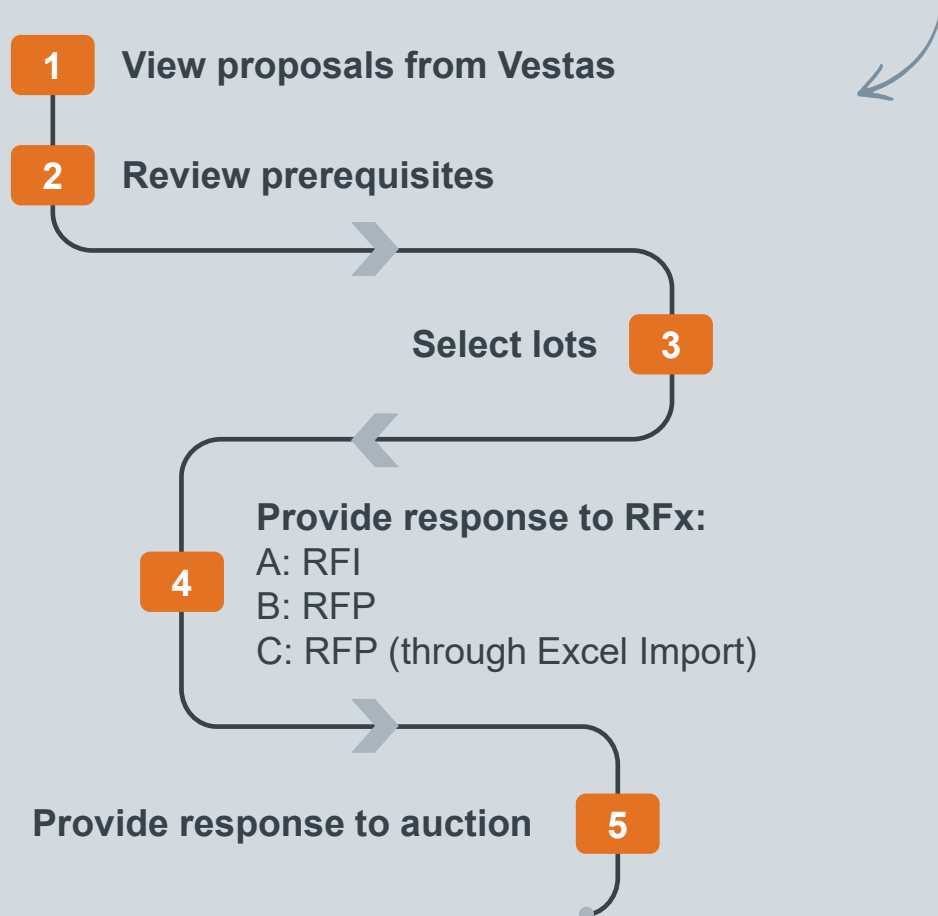 1 View proposals from Vestas
2 Review prerequisites
Select lots 3
Provide response to RFx:
A: RFI
4
B: RFP
C: RFP (through Excel Import)
Provide response to auction 5